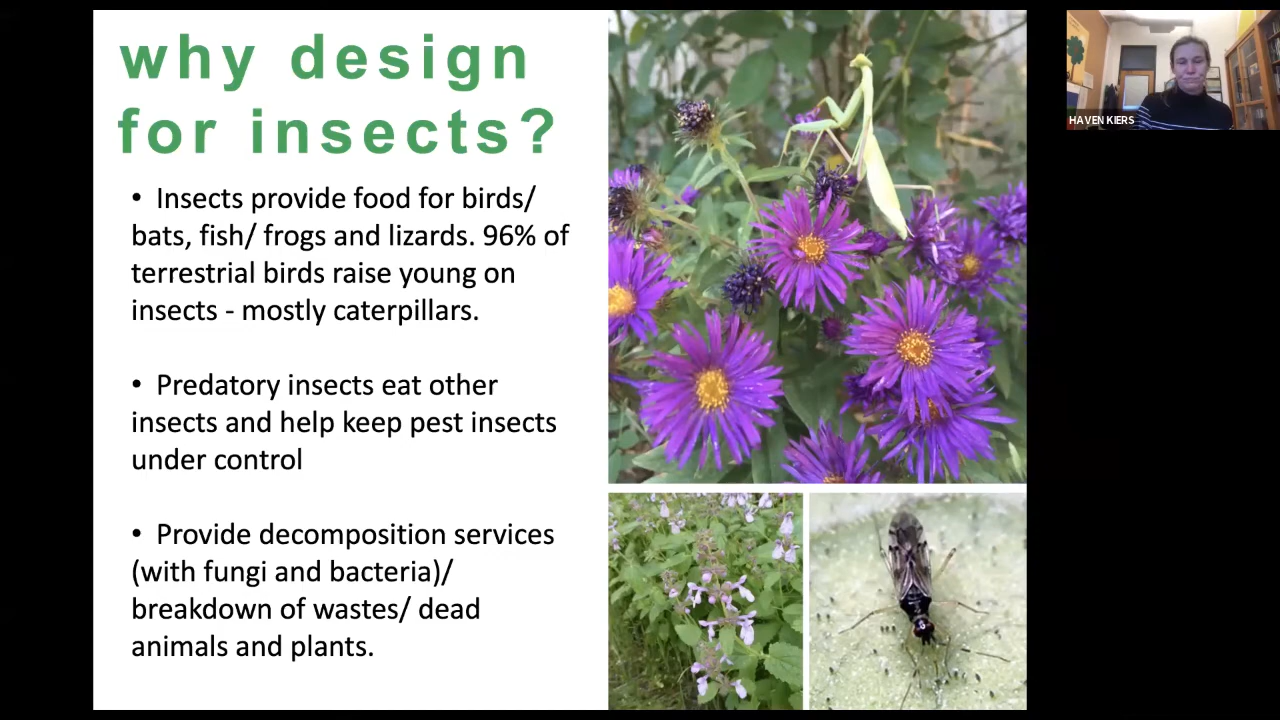 why design
for insects?
• Insects provide food for birds/
bats, fish/ frogs and lizards. 96% of
terrestrial birds raise young on
insects - mostly caterpillars.
• Predatory insects eat other
insects and help keep pest insects
under control
• Provide decomposition services
(with fungi and bacteria)/
breakdown of wastes/ dead
animals and plants.
HAVEN KIERS